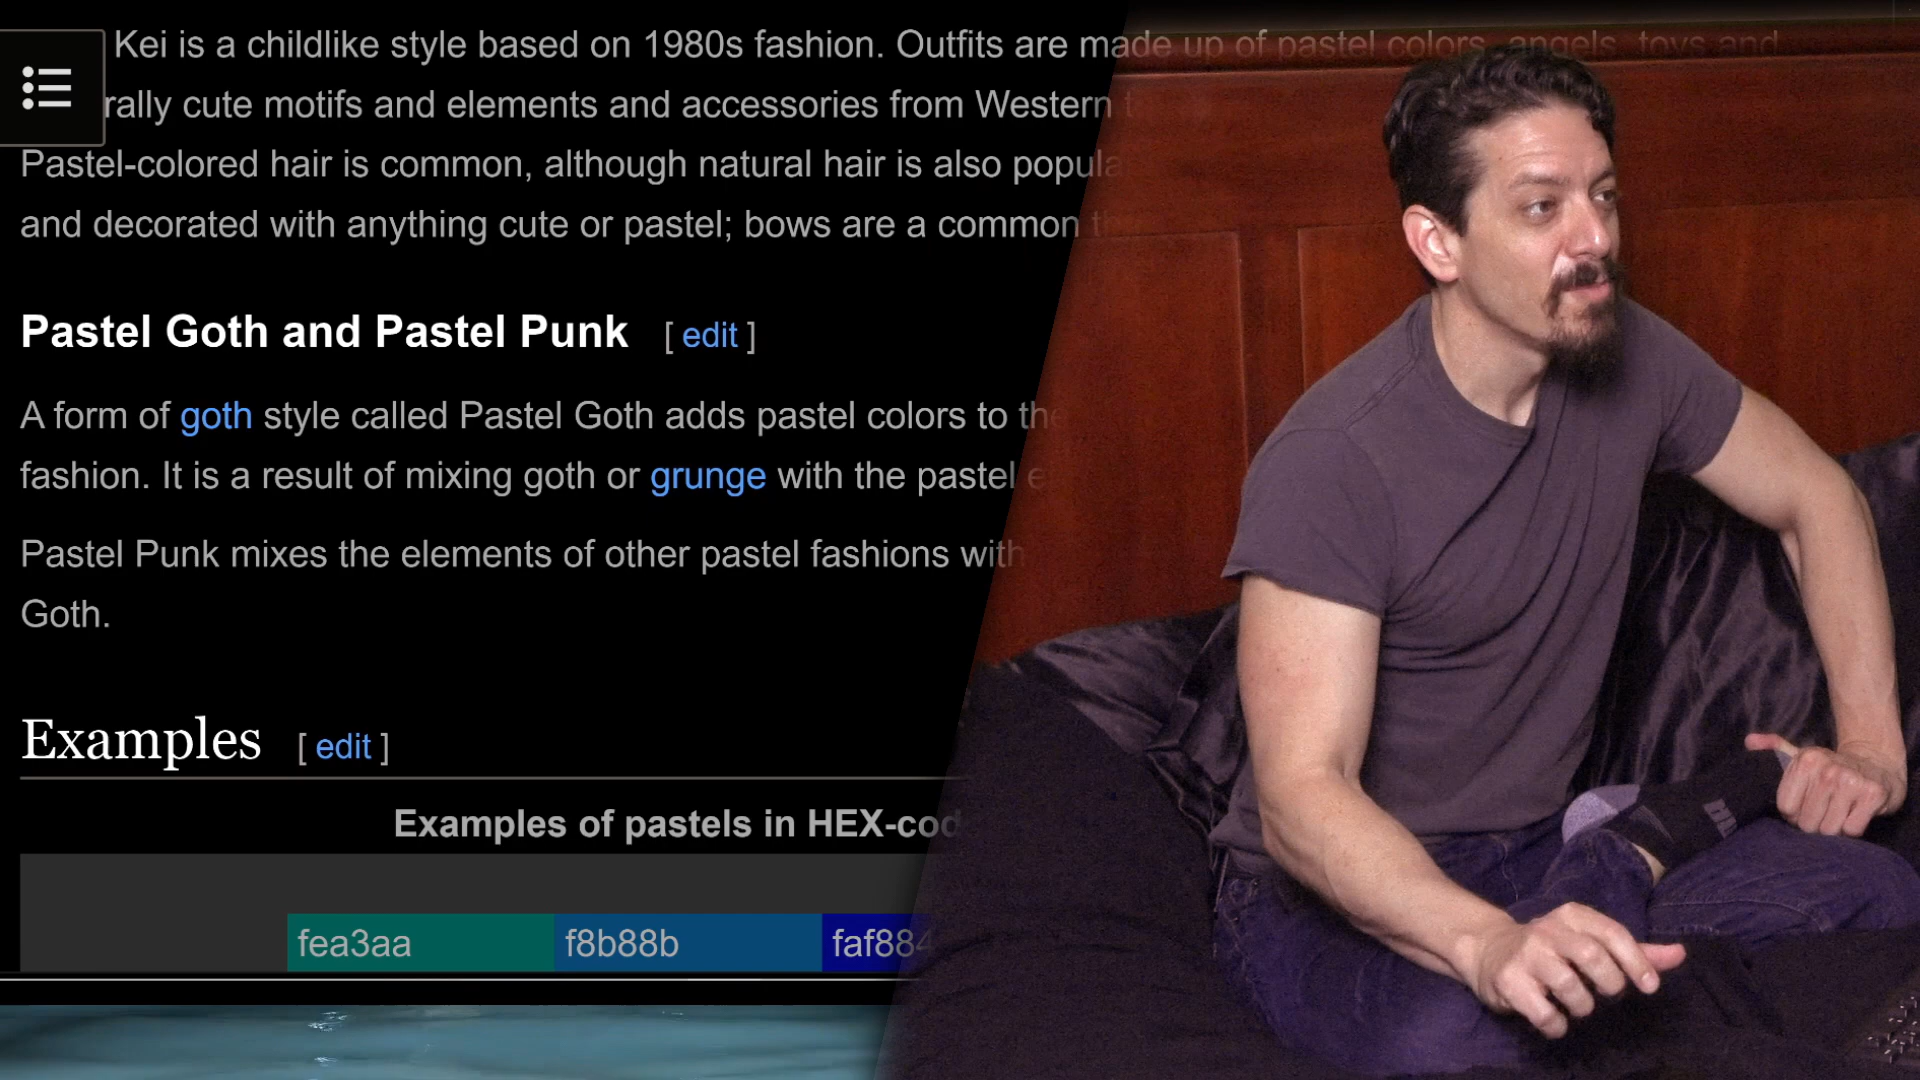 Kei is a childlike style based on 1980s fashion. Outfits are made up of pastel colors, angels, toys and
rally cute motifs and elements and accessories from Western
Pastel-colored hair is common, although natural hair is also popula
and decorated with anything cute or pastel; bows are a common th
Pastel Goth and Pastel Punk [ edit ]
A form of goth style called Pastel Goth adds pastel colors to the
fashion. It is a result of mixing goth or grunge with the pastel e
Pastel Punk mixes the elements of other pastel fashions with
Goth.
Examples [ edit ]
Examples of pastels in HEX-cod
fea3aa f8b88b faf884